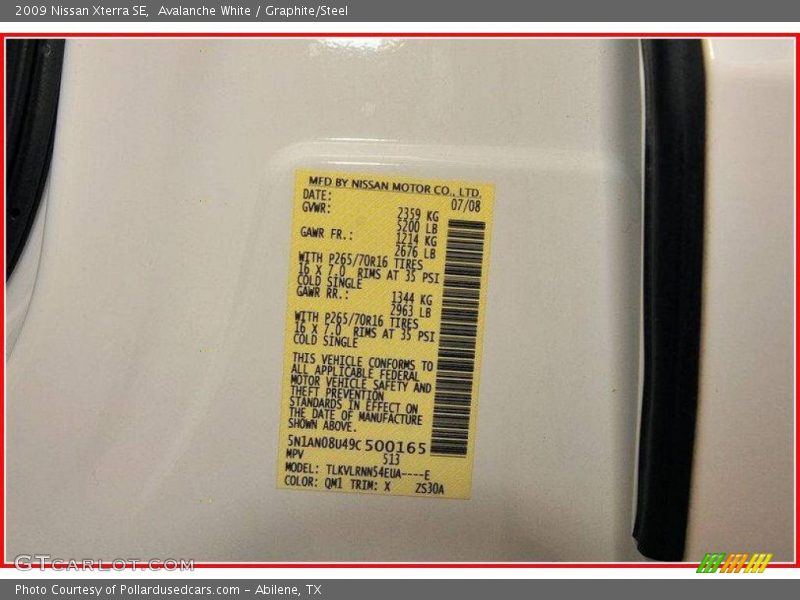 2009 Nissan Xterra SE,  Avalanche White / Graphite/Steel
MFD BY NISSAN MOTOR CO., LTD.
DATE: 07/08
GVWR: 2359 KG
5200 LB
GAWR FR.: 1214 KG
2676 LB
WITH P265/70R16 TIRES
16 X 7.0 RIMS AT 35 PSI
COLD SINGLE
GAWR RR.: 1344 KG
2963 LB
WITH P265/70R16 TIRES
16 X 7.0 RIMS AT 35 PSI
COLD SINGLE
THIS VEHICLE CONFORMS TO
ALL APPLICABLE FEDERAL
MOTOR VEHICLE SAFETY AND
THEFT PREVENTION
STANDARDS IN EFFECT ON
THE DATE OF MANUFACTURE
SHOWN ABOVE.
5N1AN08U49C500165
MPV 513
MODEL: TLKVLRNN54EUA----E
COLOR: QM1 TRIM: X ZS30A
GTCARLOT.COM
Photo Courtesy of Pollardusedcars.com - Abilene, TX